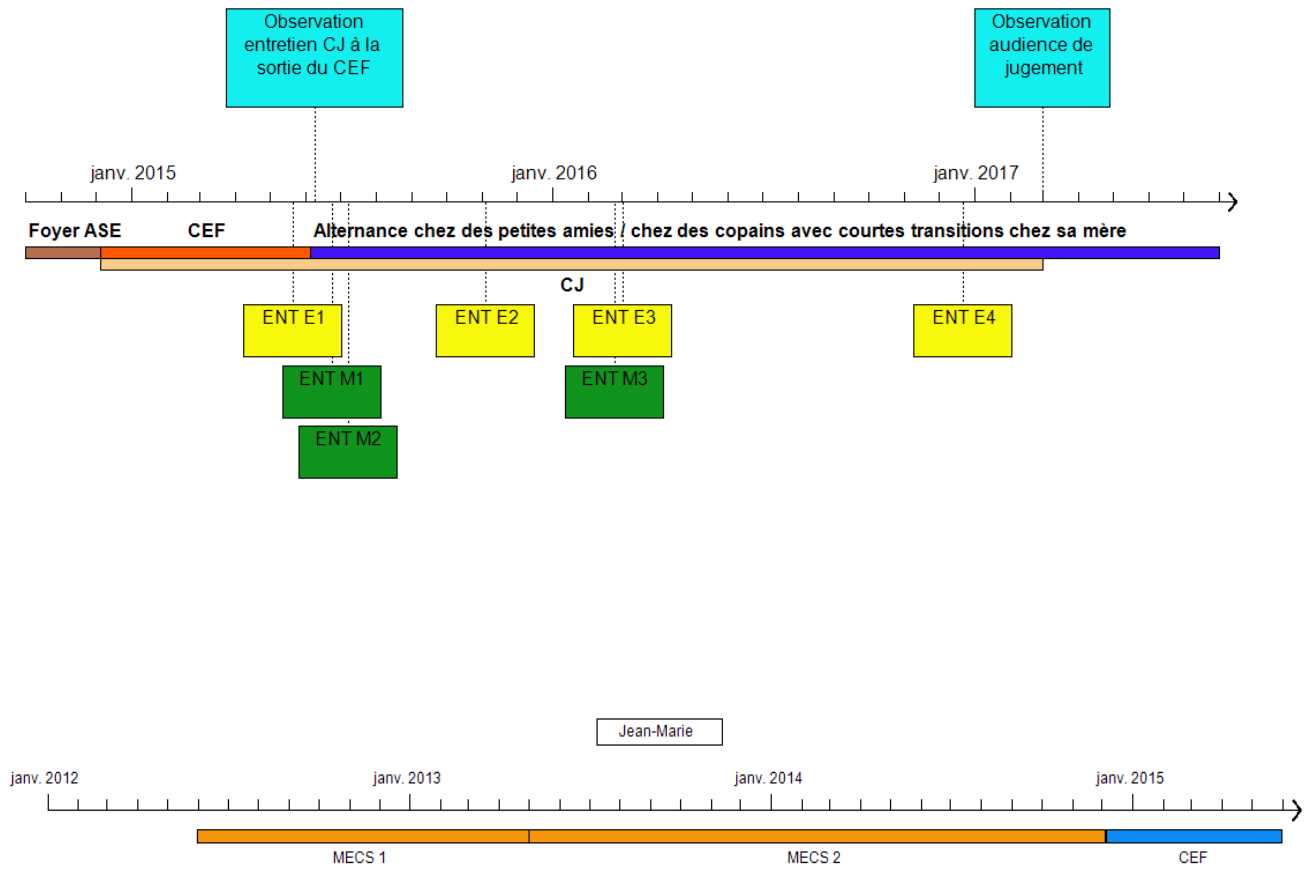 Observation
entretien CJ à la
sortie du CEF
Observation
audience de
jugement
janv. 2015
janv. 2016
janv. 2017
Foyer ASE
CEF
Alternance chez des petites amies / chez des copains avec courtes transitions chez sa mère
CJ
ENT E1
ENT E2
ENT E3
ENT E4
ENT M1
ENT M3
ENT M2
Jean-Marie
janv. 2012
janv. 2013
janv. 2014
janv. 2015
MECS 1
MECS 2
CEF